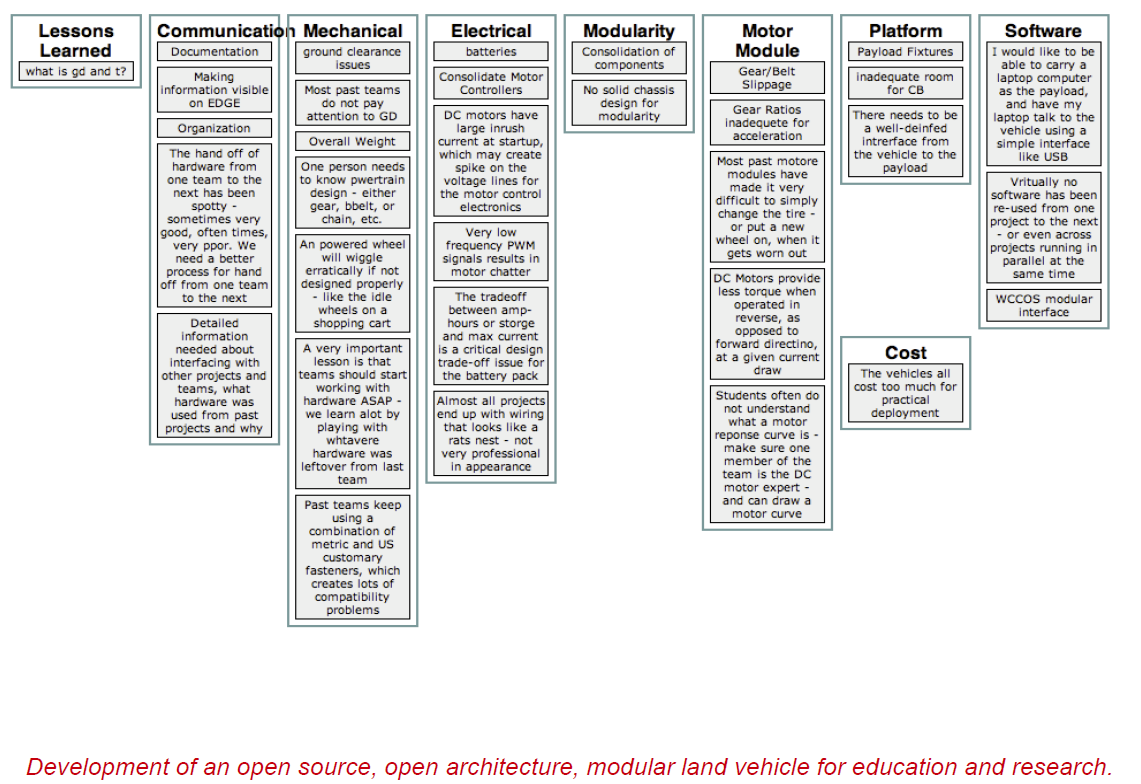 Lessons
Learned
what is gd and t?
Communication
Documentation
Making
information visible
on EDGE
Organization
The hand off of
hardware from
one team to the
next has been
spotty -
sometimes very
good, often times,
very ppor. We
need a better
process for hand
off from one team
to the next
Detailed
information
needed about
interfacing with
other projects and
teams, what
hardware was
used from past
projects and why
Mechanical
ground clearance
issues
Most past teams
do not pay
attention to GD
Overall Weight
One person needs
to know pwertrain
design - either
gear, bbelt, or
chain, etc.
An powered wheel
will wiggle
erratically if not
designed properly
- like the idle
wheels on a
shopping cart
A very important
lesson is that
teams should start
working with
hardware ASAP -
we learn alot by
playing with
whtavere
hardware was
leftover from last
team
Past teams keep
using a
combination of
metric and US
customary
fasteners, which
creates lots of
compatibility
problems
Electrical
batteries
Consolidate Motor
Controllers
DC motors have
large inrush
current at startup,
which may create
spike on the
voltage lines for
the motor control
electronics
Very low
frequency PWM
signals results in
motor chatter
The tradeoff
between amp-
hours or storge
and max current
is a critical design
trade-off issue for
the battery pack
Almost all projects
end up with wiring
that looks like a
rats nest - not
very professional
in appearance
Modularity
Consolidation of
components
No solid chassis
design for
modularity
Motor
Module
Gear/Belt
Slippage
Gear Ratios
inadequete for
acceleration
Most past motore
modules have
made it very
difficult to simply
change the tire -
or put a new
wheel on, when it
gets worn out
DC Motors provide
less torque when
operated in
reverse, as
opposed to
forward directino,
at a given current
draw
Students often do
not understand
what a motor
reponse curve is -
make sure one
member of the
team is the DC
motor expert -
and can draw a
motor curve
Platform
Payload Fixtures
inadequate room
for CB
There needs to be
a well-deinfed
intrerface from
the vehicle to the
payload
Cost
The vehicles all
cost too much for
practical
deployment
Software
I would like to be
able to carry a
laptop computer
as the payload,
and have my
laptop talk to the
vehicle using a
simple interface
like USB
Vritually no
software has been
re-used from one
project to the next
- or even across
projects running in
parallel at the
same time
WCCOS modular
interface
Development of an open source, open architecture, modular land vehicle for education and research.